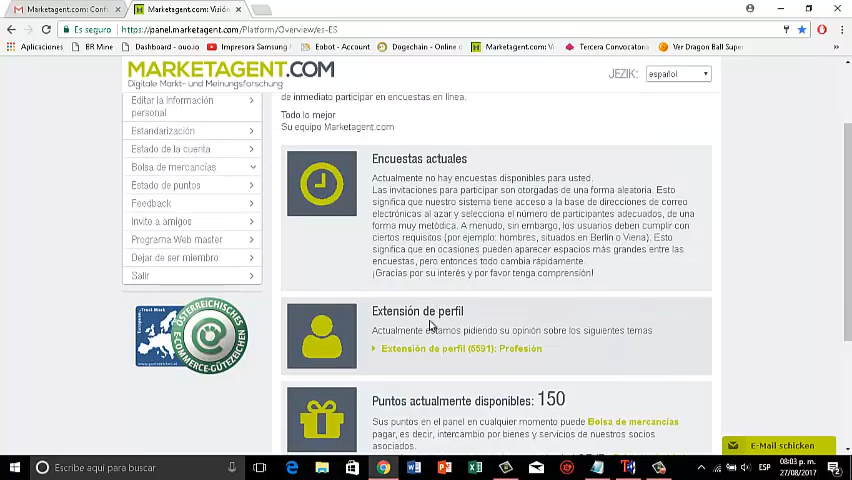 Marketagent.com: Conf
Marketagent.com: Visión
Es seguro
https://panel.marketagent.com/Platform/Overview/es-ES
Aplicaciones
BR Mine
Dashboard - ouo.io
Impresora Samsung
Eobot - Account
Dogechain - Dogecoin
Marketagent.com: V
Tercera Convocatoria
Ver Dragon Ball Super
MARKETAGENT.COM
Digitale Markt- und Meinungsforschung
JEZIK:
español
Editar la información
personal
Estandarización
Estado de la cuenta
Bolsa de mercancías
Estado de puntos
Feedback
Invite a amigos
Programa Web master
Dejar de ser miembro
Salir
ÖSTERREICHISCHES
E-COMMERCE-GÜTEZEICHEN
de inmediato participar en encuestas en línea.
Todo lo mejor
Su equipo Marketagent.com
Encuestas actuales
Actualmente no hay encuestas disponibles para usted.
Las invitaciones para participar son otorgadas de una forma aleatoria. Esto
significa que nuestro sistema tiene acceso a la base de direcciones de correo
electrónicas al azar y selecciona el número de participantes adecuados, de una
forma muy metódica. A menudo, sin embargo, los usuarios deben cumplir con
ciertos requisitos (por ejemplo: hombres, situados en Berlín o Viena). Esto
significa que en ocasiones pueden aparecer espacios más grandes entre las
encuestas, pero entonces todo cambia rápidamente.
¡Gracias por su interés y por favor tenga comprensión!
Extensión de perfil
Actualmente estamos pidiendo su opinión sobre los siguientes temas
Extensión de perfil (5591): Profesión
Puntos actualmente disponibles: 150
Sus puntos en el panel en cualquier momento puede Bolsa de mercancías
pagar, es decir, intercambio por bienes y servicios de nuestros socios
asociados.
E-Mail schicken
Escribe aquí para buscar
ESP
08:03 p. m.
27/08/2017